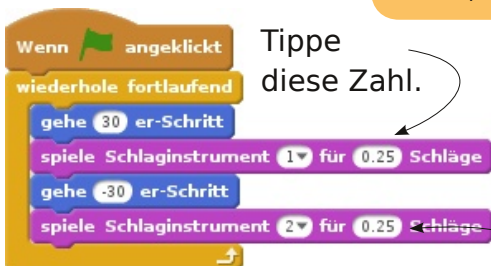 Wenn angeklickt
Tippe
diese Zahl.
wiederhole fortlaufend
gehe 30 er-Schritt
spiele Schlaginstrument 1 für 0.25 Schläge
gehe -30 er-Schritt
spiele Schlaginstrument 2 für 0.25 Schläge